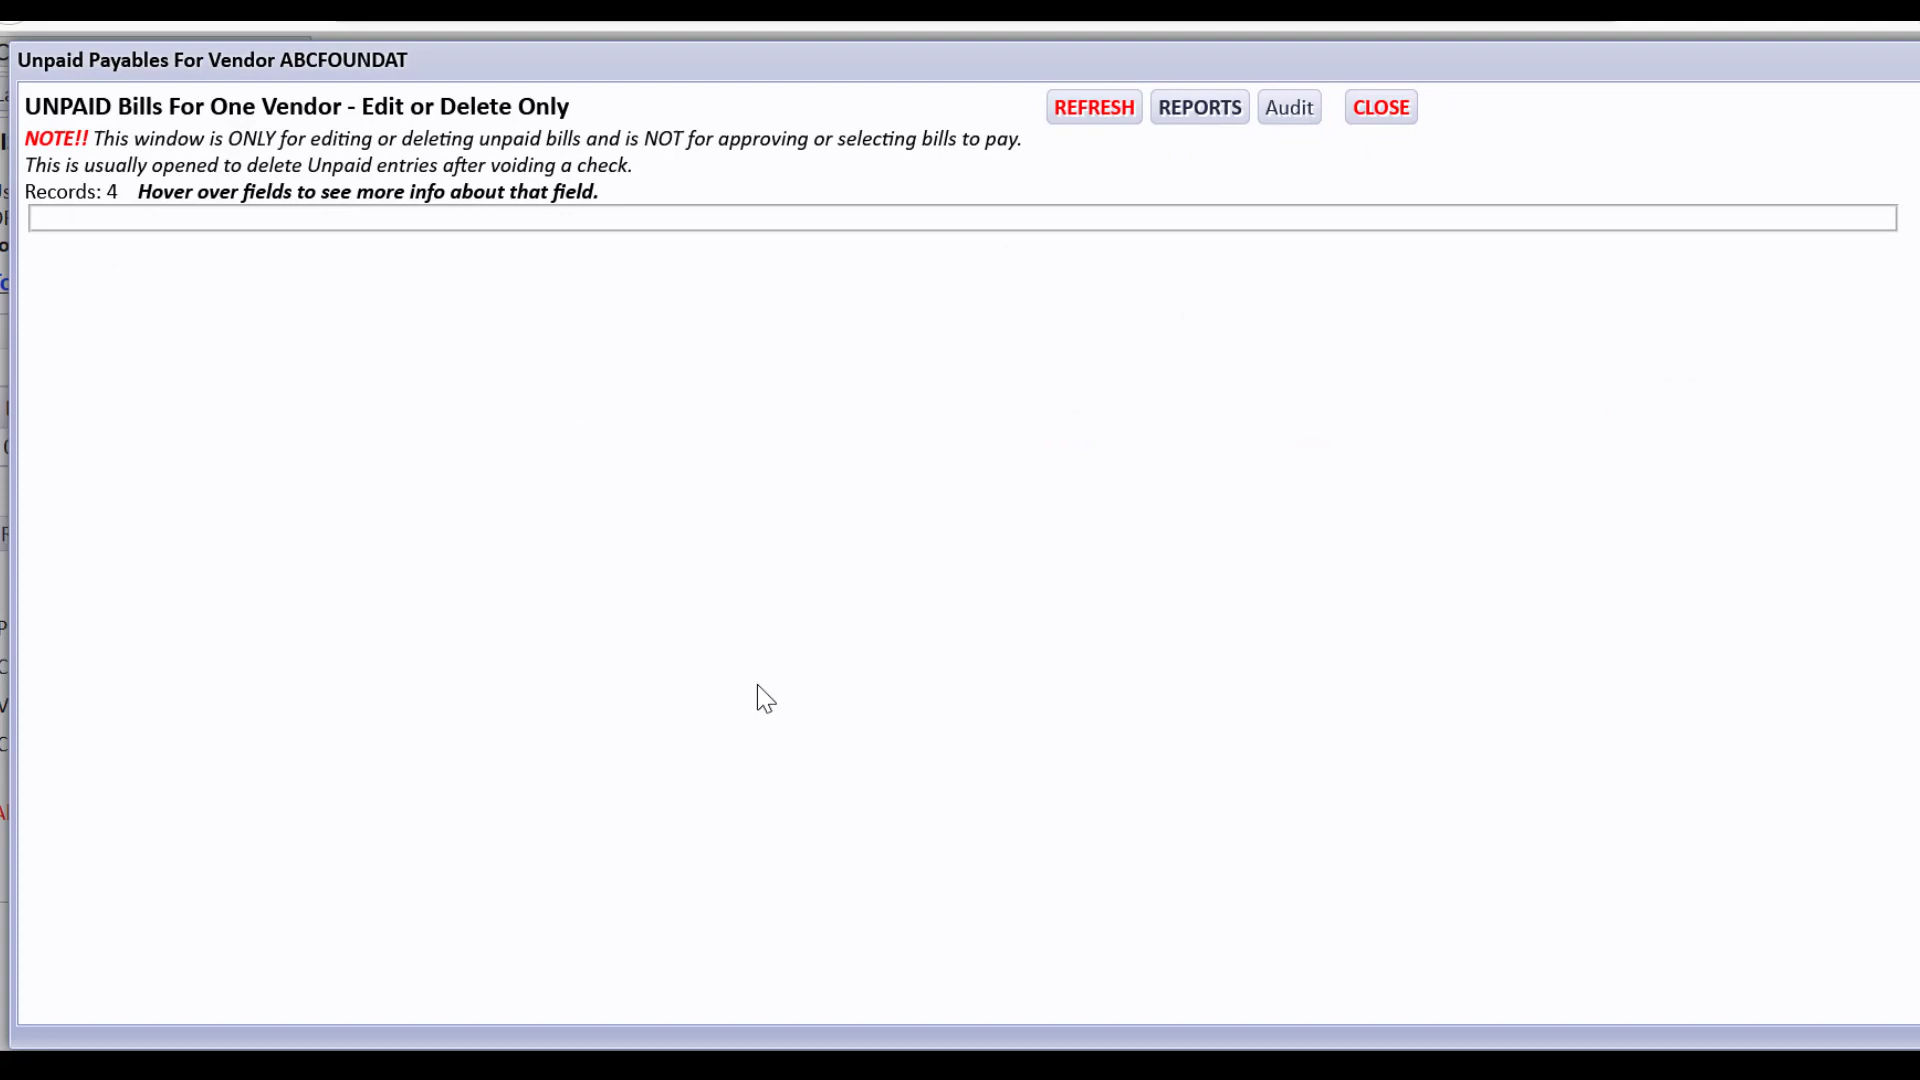 Unpaid Payables For Vendor ABCFOUNDAT
UNPAID Bills For One Vendor - Edit or Delete Only
REFRESH REPORTS Audit CLOSE
NOTE!! This window is ONLY for editing or deleting unpaid bills and is NOT for approving or selecting bills to pay.
This is usually opened to delete Unpaid entries after voiding a check.
Records: 4 Hover over fields to see more info about that field.